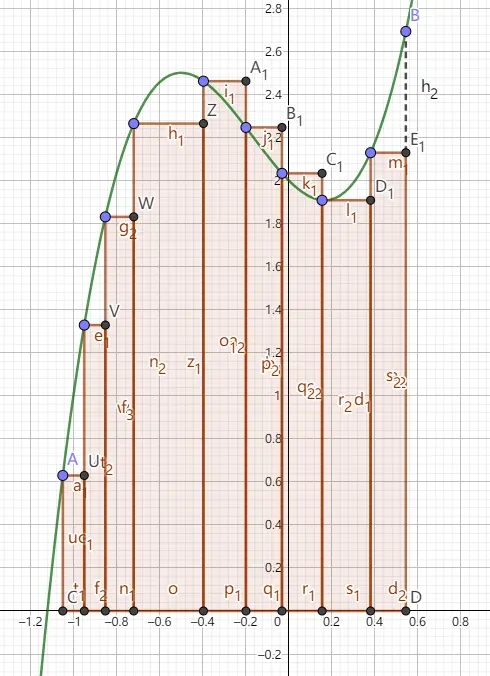 2.8
B
2.6
A₁
2.4
i₁
h₂
Z
B₁
h₁
2.2
j₁
E₁
m₁
C₁
2
k₁
D₁
W
l₁
g₂
1.8
1.6
1.4
V
e₁
1.2
n₂
z₁
p₂
1
r₂
d₁
f₃
0.8
A
U
t₂
a
0.6
0.4
0.2
C
f₂
n₁
o
p₁
q₁
r₁
s₁
d₂
D
−1.2 −1 −0.8 −0.6 −0.4 −0.2 0 0.2 0.4 0.6 0.8
−0.2